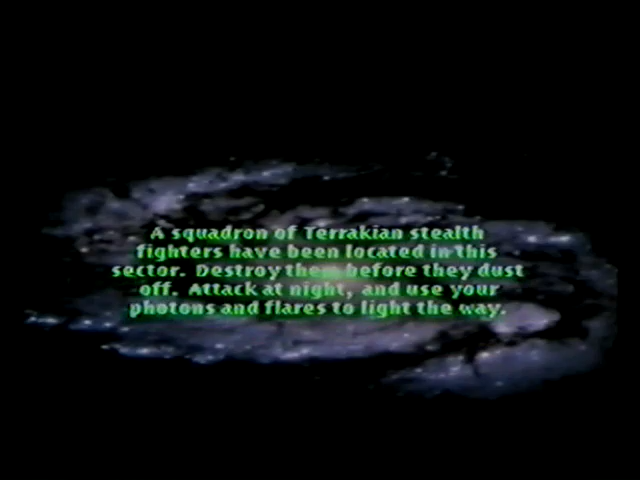 A squadron of Terrakian stealth
fighters have been located in this
sector. Destroy them before they dust
off. Attack at night, and use your
photons and flares to light the way.